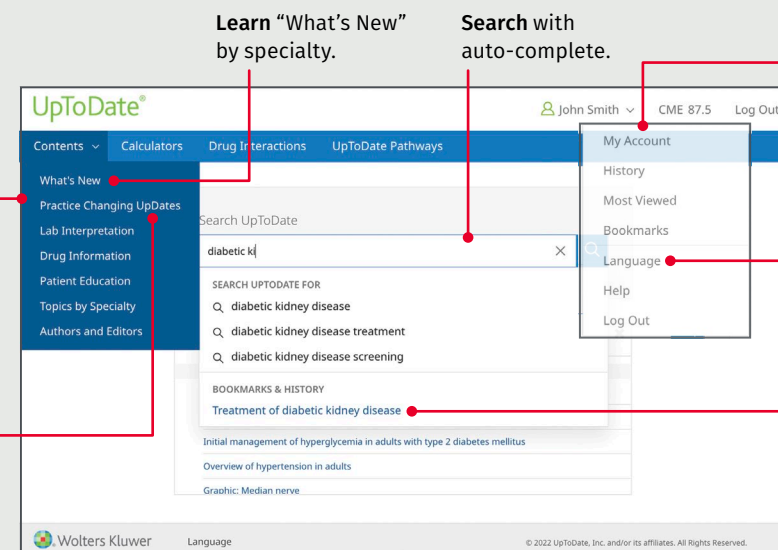 Learn “What’s New”
by specialty.
Search with
auto-complete.
UpToDate®
John Smith
CME 87.5
Log Out
Contents
Calculators
Drug Interactions
UpToDate Pathways
What's New
Practice Changing UpDates
Lab Interpretation
Drug Information
Patient Education
Topics by Specialty
Authors and Editors
My Account
History
Most Viewed
Bookmarks
Language
Help
Log Out
Search UpToDate
diabetic ki
SEARCH UPTODATE FOR
diabetic kidney disease
diabetic kidney disease treatment
diabetic kidney disease screening
BOOKMARKS & HISTORY
Treatment of diabetic kidney disease
Initial management of hyperglycemia in adults with type 2 diabetes mellitus
Overview of hypertension in adults
Graphic: Median nerve
Wolters Kluwer
Language
© 2022 UpToDate, Inc. and/or its affiliates. All Rights Reserved.